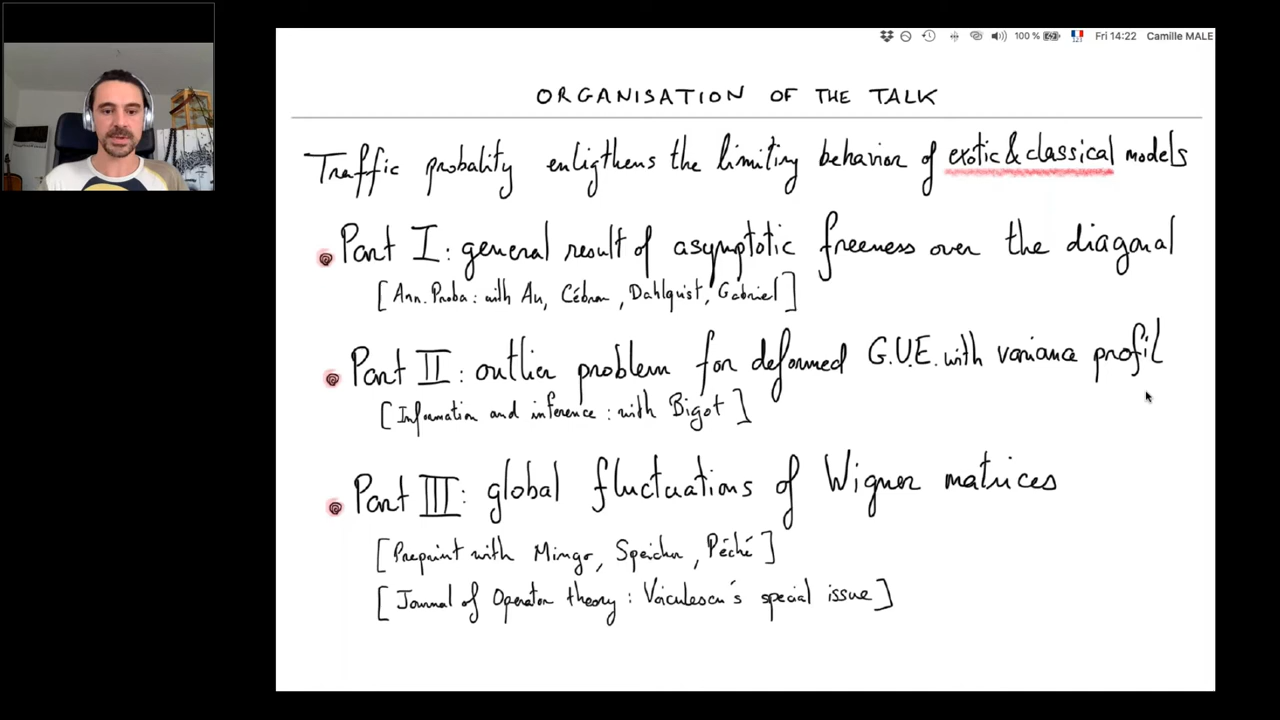 100 % Fri 14:22 Camille MALE
ORGANISATION OF THE TALK
Traffic probality enligthens the limiting behavior of exotic & classical models
Part I : general result of asymptotic freeness over the diagonal
[Ann. Proba : with Au, Cébron, Dahlquist, Gabriel]
Part II : outlier problem for deformed G.U.E. with variance profil
[Information and inference : with Bigot]
Part III : global fluctuations of Wigner matrices
[Preprint with Mingo, Speicher, Péché]
[Journal of Operator theory : Voiculescu's special issue]